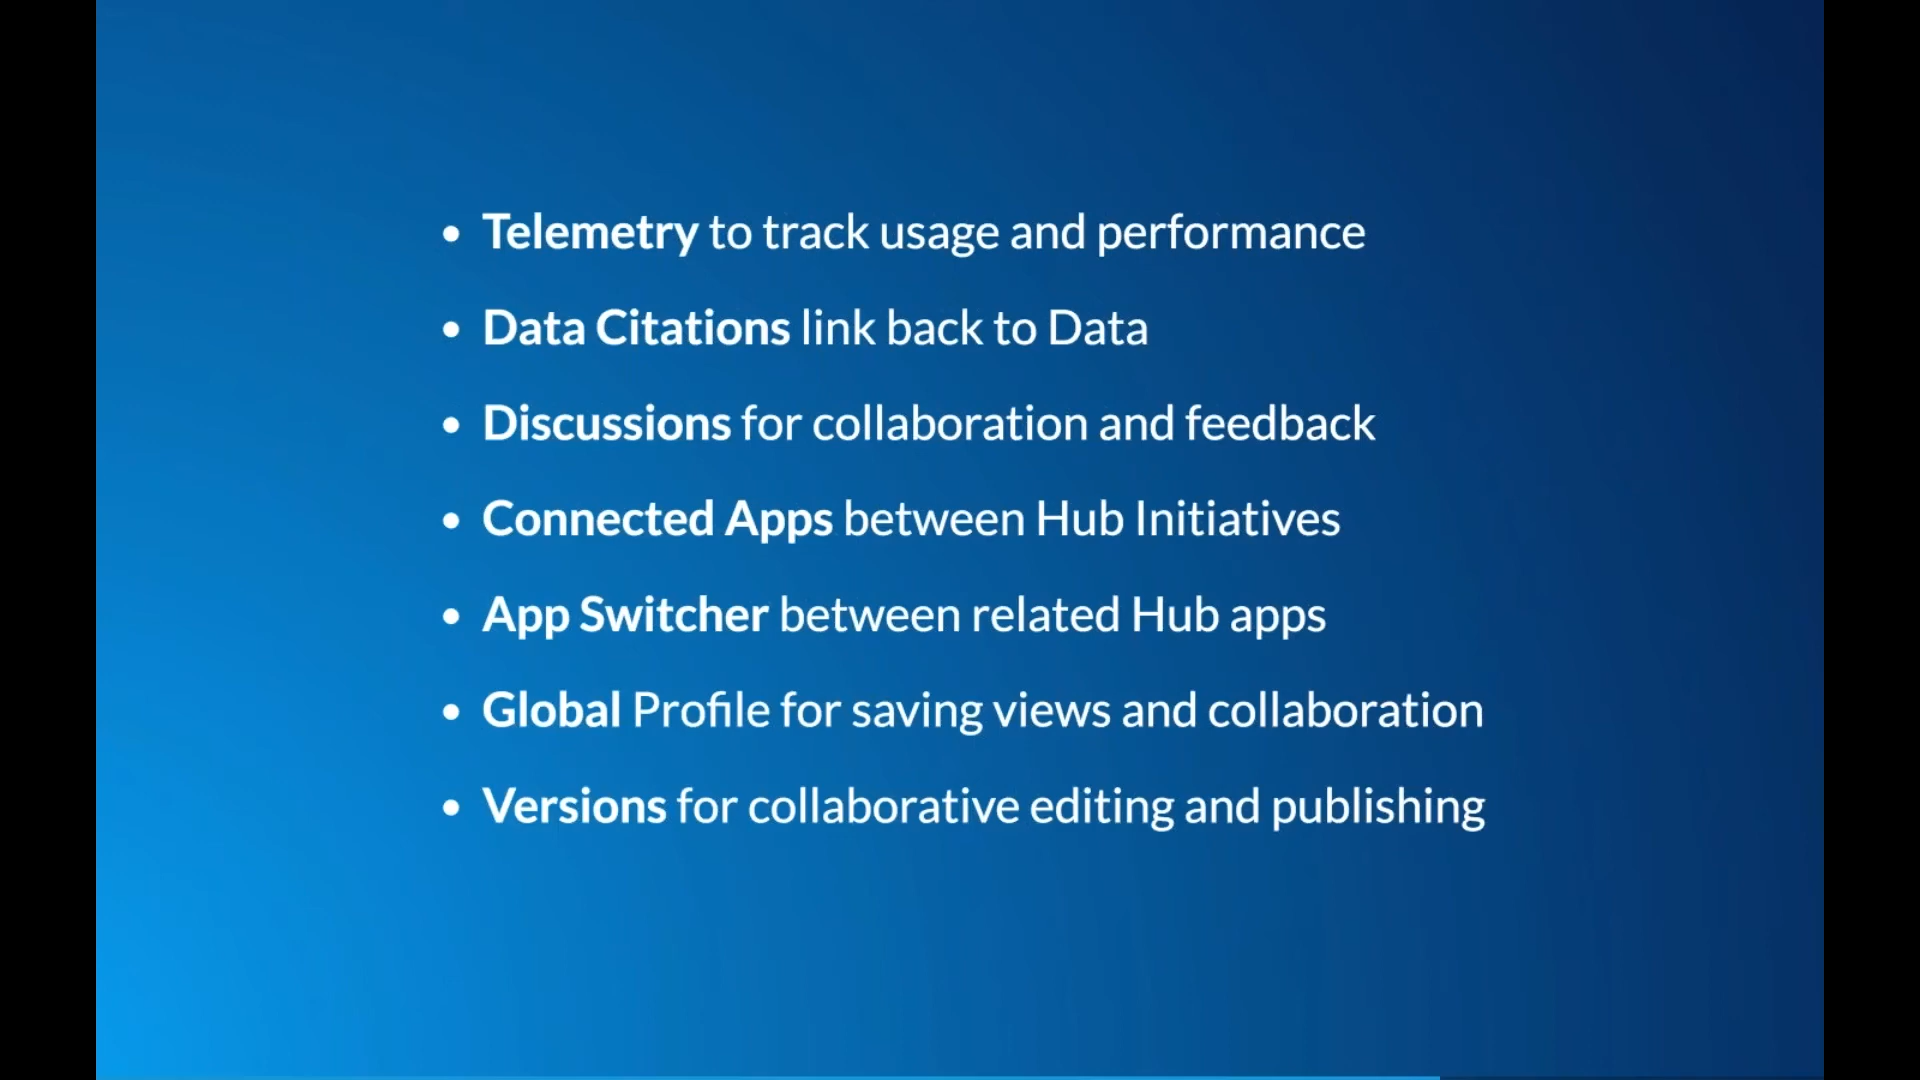 • Telemetry to track usage and performance
• Data Citations link back to Data
• Discussions for collaboration and feedback
• Connected Apps between Hub Initiatives
• App Switcher between related Hub apps
• Global Profile for saving views and collaboration
• Versions for collaborative editing and publishing